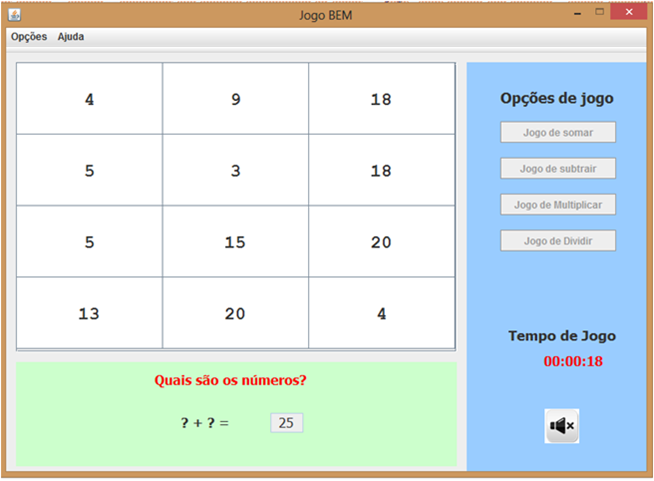 Jogo BEM
Opções Ajuda
4 9 18
5 3 18
5 15 20
13 20 4
Quais são os números?
? + ? = 25
Opções de jogo
Jogo de somar
Jogo de subtrair
Jogo de Multiplicar
Jogo de Dividir
Tempo de Jogo
00:00:18